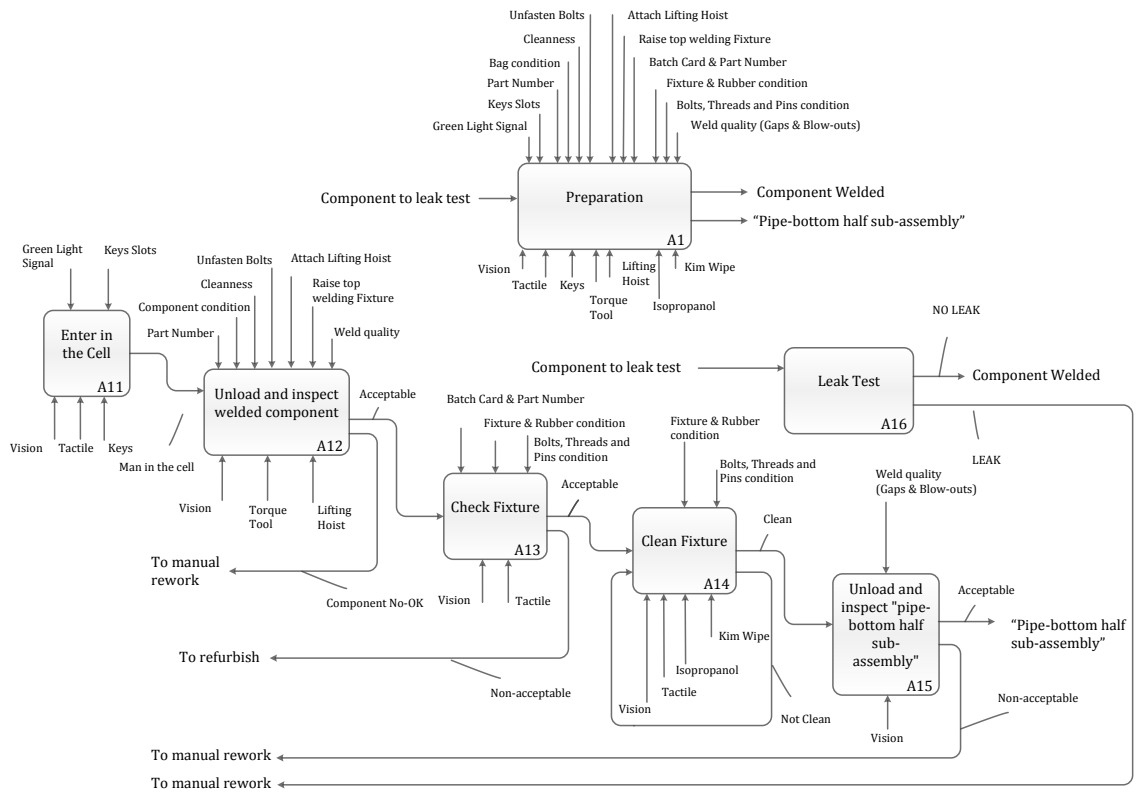 Unfasten Bolts
Attach Lifting Hoist
Cleanness
Raise top welding Fixture
Bag condition
Batch Card & Part Number
Part Number
Fixture & Rubber condition
Keys Slots
Bolts, Threads and Pins condition
Green Light Signal
Weld quality (Gaps & Blow-outs)
Component to leak test
Preparation
A1
Component Welded
“Pipe-bottom half sub-assembly”
Vision
Tactile
Keys
Torque
Tool
Lifting
Hoist
Isopropanol
Kim Wipe
Green Light
Signal
Keys Slots
Enter in
the Cell
A11
Vision
Tactile
Keys
Man in the cell
Unfasten Bolts
Attach Lifting Hoist
Cleanness
Raise top
welding Fixture
Component condition
Part Number
Weld quality
Unload and inspect
welded component
A12
Vision
Torque
Tool
Lifting
Hoist
Acceptable
To manual
rework
Component No-OK
Batch Card & Part Number
Fixture & Rubber condition
Bolts, Threads and
Pins condition
Check Fixture
A13
Vision
Tactile
Acceptable
To refurbish
Non-acceptable
Fixture & Rubber
condition
Bolts, Threads and
Pins condition
Clean Fixture
A14
Vision
Tactile
Isopropanol
Kim Wipe
Clean
Not Clean
Component to leak test
Leak Test
A16
NO LEAK
Component Welded
LEAK
Weld quality
(Gaps & Blow-outs)
Unload and
inspect "pipe-
bottom half
sub-
assembly"
A15
Vision
Acceptable
“Pipe-bottom half
sub-assembly”
Non-acceptable
To manual rework
To manual rework